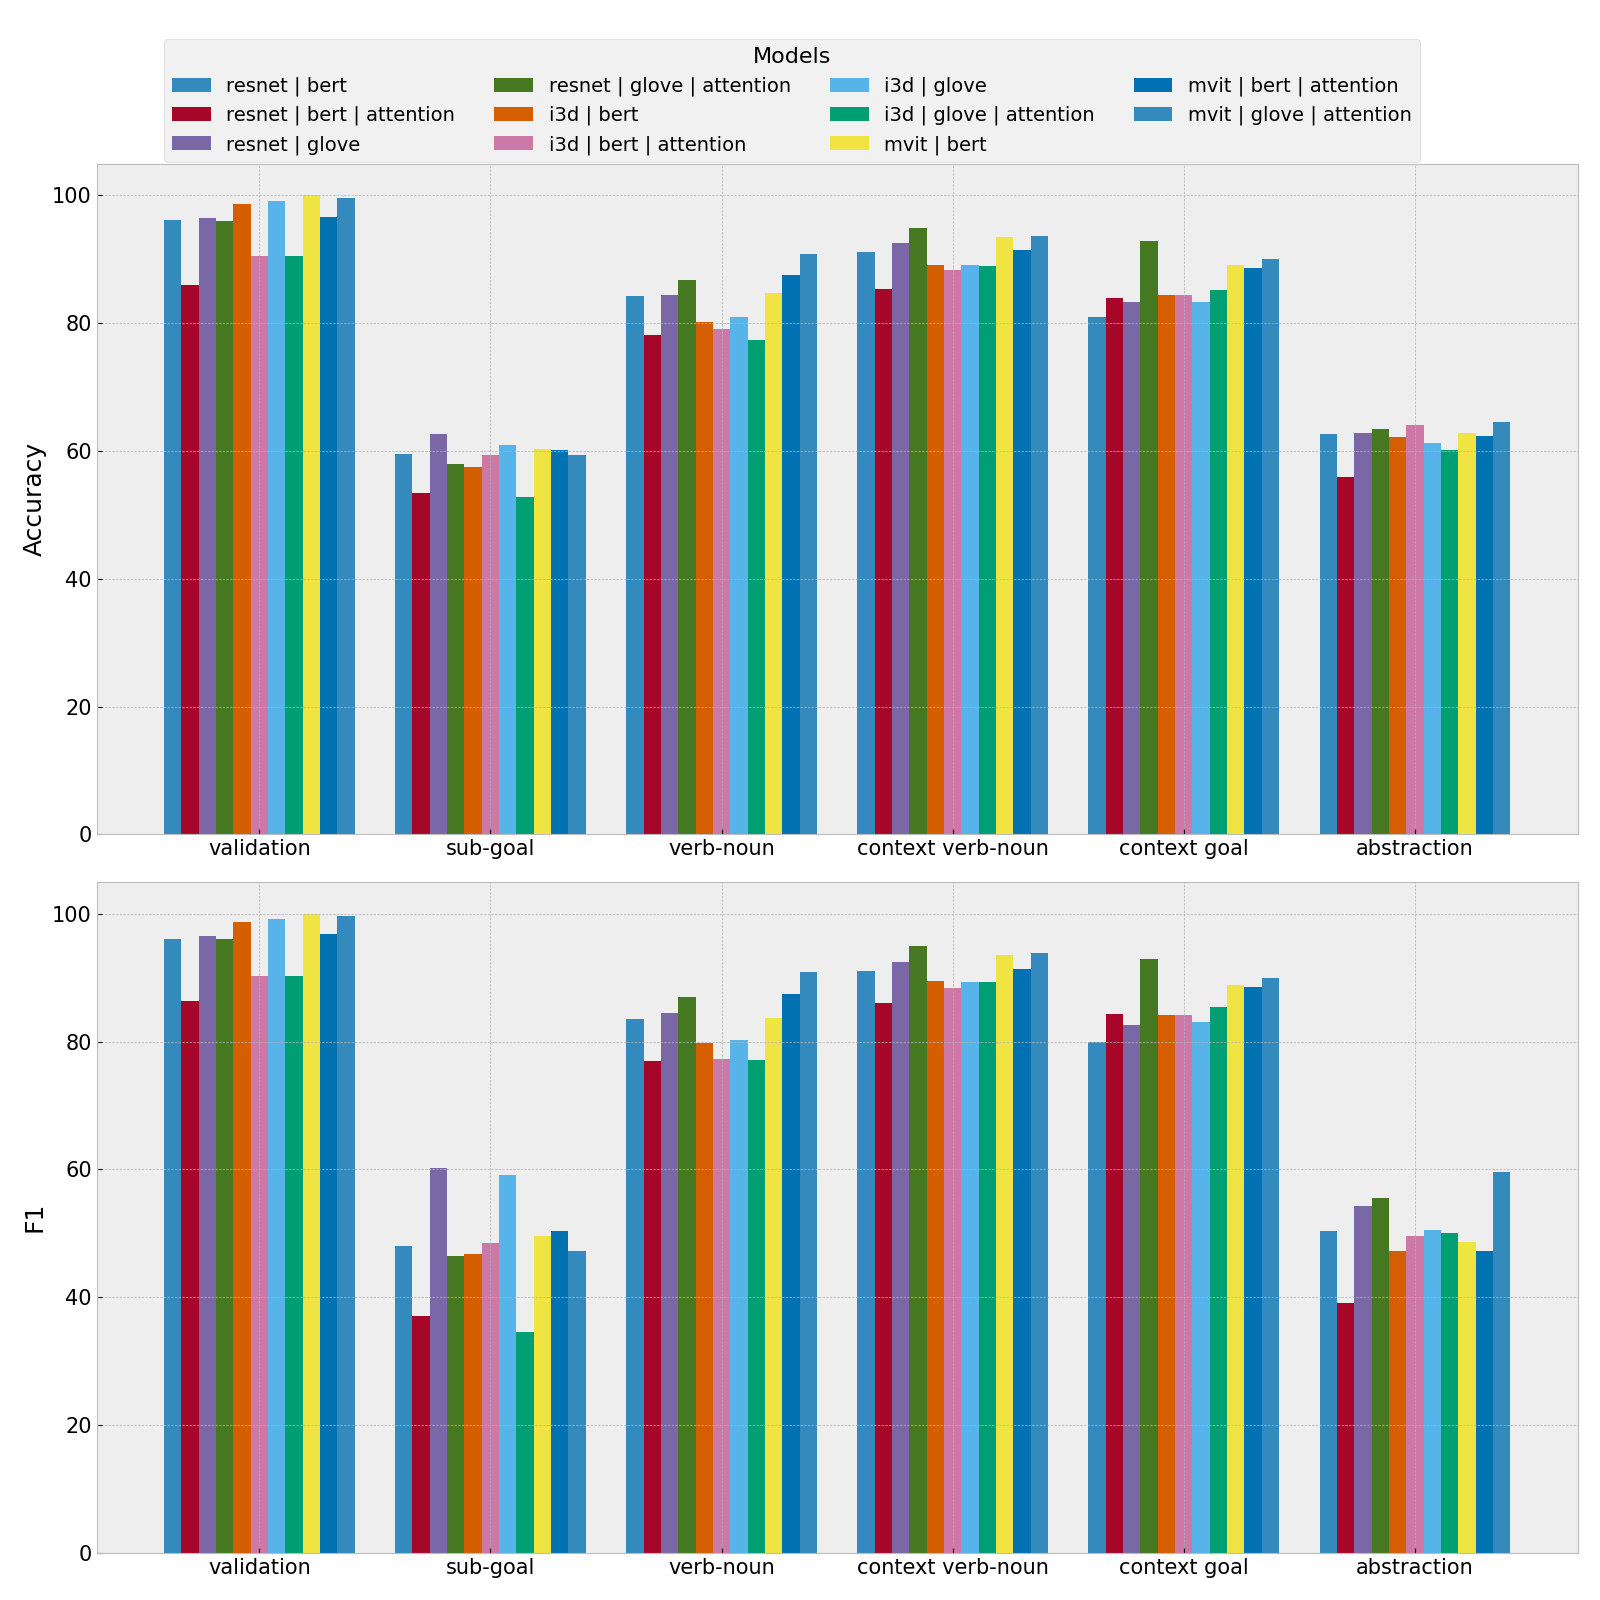 Models
resnet | bert
resnet | bert | attention
resnet | glove
resnet | glove | attention
i3d | bert
i3d | bert | attention
i3d | glove
i3d | glove | attention
mvit | bert
mvit | bert | attention
mvit | glove | attention
Accuracy
100
80
60
40
20
0
validation sub-goal verb-noun context verb-noun context goal abstraction
F1
100
80
60
40
20
0
validation sub-goal verb-noun context verb-noun context goal abstraction